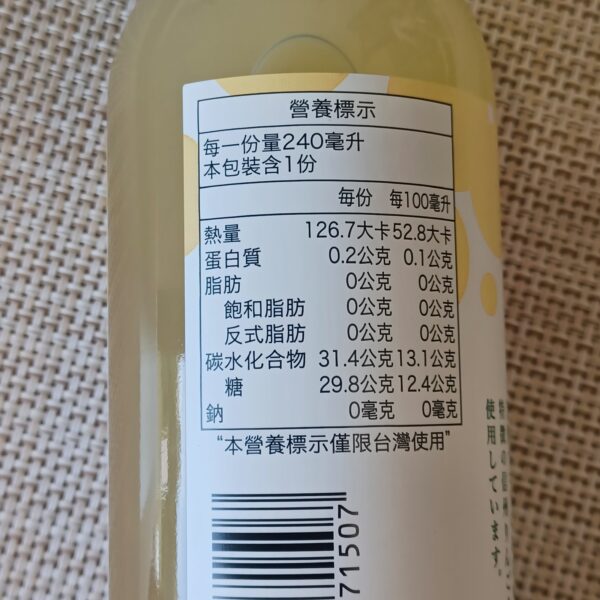 營養標示
每一份量240毫升
本包裝含1份
每份 每100毫升
熱量 126.7大卡 52.8大卡
蛋白質 0.2公克 0.1公克
脂肪 0公克 0公克
飽和脂肪 0公克 0公克
反式脂肪 0公克 0公克
碳水化合物 31.4公克 13.1公克
糖 29.8公克 12.4公克
鈉 0毫克 0毫克
“本營養標示僅限台灣使用”
71507
使用しています。